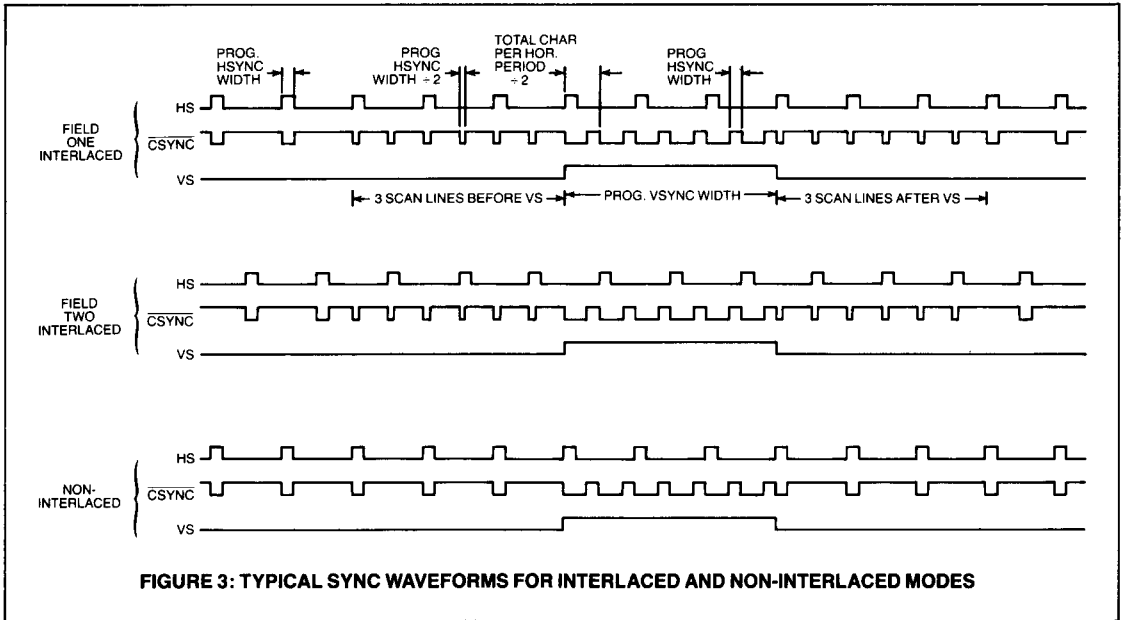 PROG.
HSYNC
WIDTH
PROG
HSYNC
WIDTH ÷2
TOTAL CHAR
PER HOR.
PERIOD
÷2
PROG
HSYNC
WIDTH
FIELD
ONE
INTERLACED
HS
CSYNC
VS
3 SCAN LINES BEFORE VS
PROG. VSYNC WIDTH
3 SCAN LINES AFTER VS
FIELD
TWO
INTERLACED
HS
CSYNC
VS
NON-
INTERLACED
HS
CSYNC
VS
FIGURE 3: TYPICAL SYNC WAVEFORMS FOR INTERLACED AND NON-INTERLACED MODES